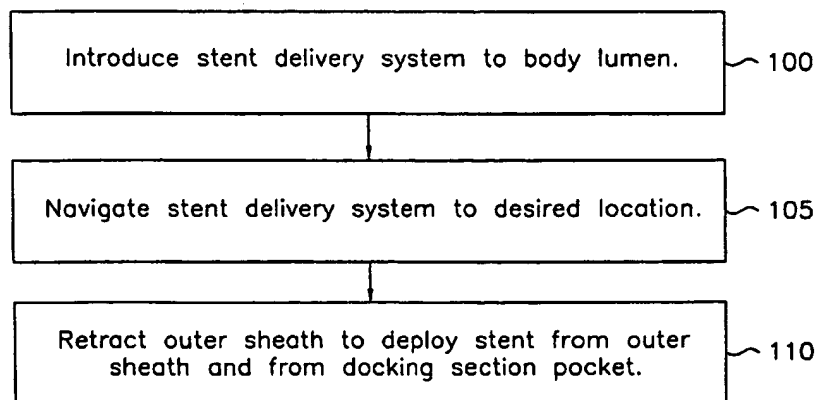 Introduce stent delivery system to body lumen.
100
Navigate stent delivery system to desired location.
105
Retract outer sheath to deploy stent from outer
sheath and from docking section pocket.
110